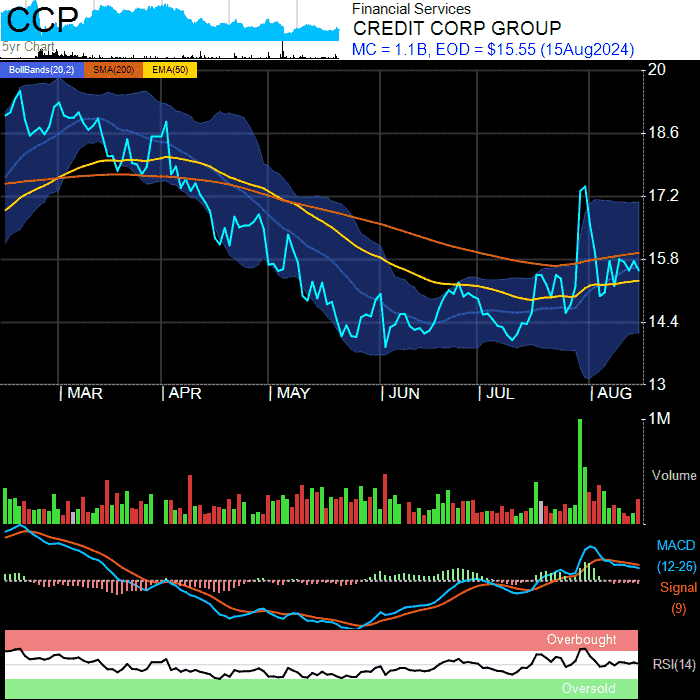 CCP
5yr Chart
Financial Services
CREDIT CORP GROUP
MC = 1.1B, EOD = $15.55 (15Aug2024)
BollBands(20,2) SMA(200) EMA(50)
20
18.6
17.2
15.8
14.4
13
MAR APR MAY JUN JUL AUG
1M
Volume
MACD
(12-26)
Signal
(9)
Overbought
RSI(14)
Oversold